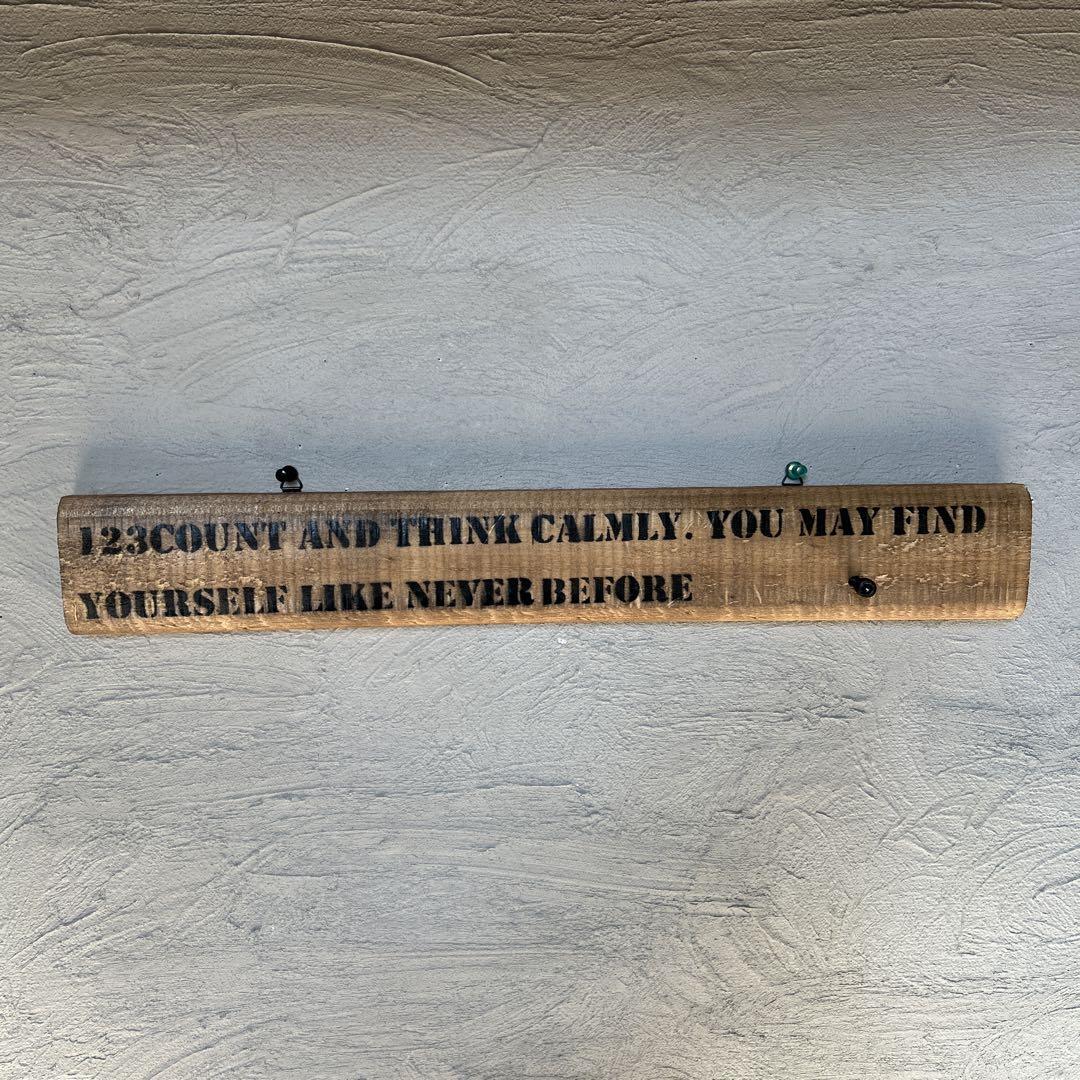 123COUNT AND THINK CALMLY. YOU MAY FIND
YOURSELF LIKE NEVER BEFORE